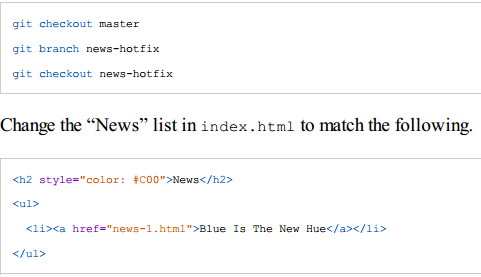 git checkout master
git branch news-hotfix
git checkout news-hotfix
Change the “News” list in index.html to match the following.
<h2 style="color: #C00">News</h2>
<ul>
<li><a href="news-1.html">Blue Is The New Hue</a></li>
</ul>